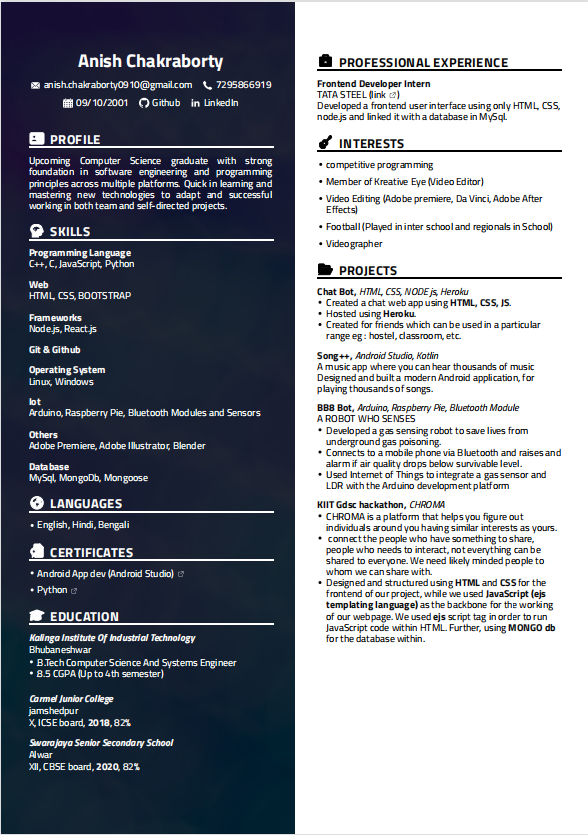 Anish Chakraborty
anish.chakraborty0910@gmail.com 7295866919
09/10/2001 Github LinkedIn
PROFILE
Upcoming Computer Science graduate with strong
foundation in software engineering and programming
principles across multiple platforms. Quick in learning and
mastering new technologies to adapt and successful
working in both team and self-directed projects.
SKILLS
Programming Language
C++, C, JavaScript, Python
Web
HTML, CSS, BOOTSTRAP
Frameworks
Node.js, React.js
Git & Github
Operating System
Linux, Windows
Iot
Arduino, Raspberry Pie, Bluetooth Modules and Sensors
Others
Adobe Premiere, Adobe Illustrator, Blender
Database
MySql, MongoDb, Mongoose
LANGUAGES
• English, Hindi, Bengali
CERTIFICATES
• Android App dev (Android Studio)
• Python
EDUCATION
Kalinga Institute Of Industrial Technology
Bhubaneshwar
• B.Tech Computer Science And Systems Engineer
• 8.5 CGPA (Up to 4th semester)
Carmel Junior College
jamshedpur
X, ICSE board, 2018, 82%
Swarajaya Senior Secondary School
Alwar
XII, CBSE board, 2020, 82%
PROFESSIONAL EXPERIENCE
Frontend Developer Intern
TATA STEEL (link)
Developed a frontend user interface using only HTML, CSS,
node.js and linked it with a database in MySql.
INTERESTS
• competitive programming
• Member of Kreative Eye (Video Editor)
• Video Editing (Adobe premiere, Da Vinci, Adobe After
Effects)
• Football (Played in inter school and regionals in School)
• Videographer
PROJECTS
Chat Bot, HTML, CSS, NODE js, Heroku
• Created a chat web app using HTML, CSS, JS.
• Hosted using Heroku.
• Created for friends which can be used in a particular
range eg : hostel, classroom, etc.
Song++, Android Studio, Kotlin
A music app where you can hear thousands of music
Designed and built a modern Android application, for
playing thousands of songs.
BB8 Bot, Arduino, Raspberry Pie, Bluetooth Module
A ROBOT WHO SENSES
• Developed a gas sensing robot to save lives from
underground gas poisoning.
• Connects to a mobile phone via Bluetooth and raises and
alarm if air quality drops below survivable level.
• Used Internet of Things to integrate a gas sensor and
LDR with the Arduino development platform
KIIT Gdsc hackathon, CHROMA
• CHROMA is a platform that helps you figure out
individuals around you having similar interests as yours.
• connect the people who have something to share,
people who needs to interact, not everything can be
shared to everyone. We need likely minded people to
whom we can share with.
• Designed and structured using HTML and CSS for the
frontend of our project, while we used JavaScript (ejs
templating language) as the backbone for the working
of our webpage. We used ejs script tag in order to run
JavaScript code within HTML. Further, using MONGO db
for the database within.